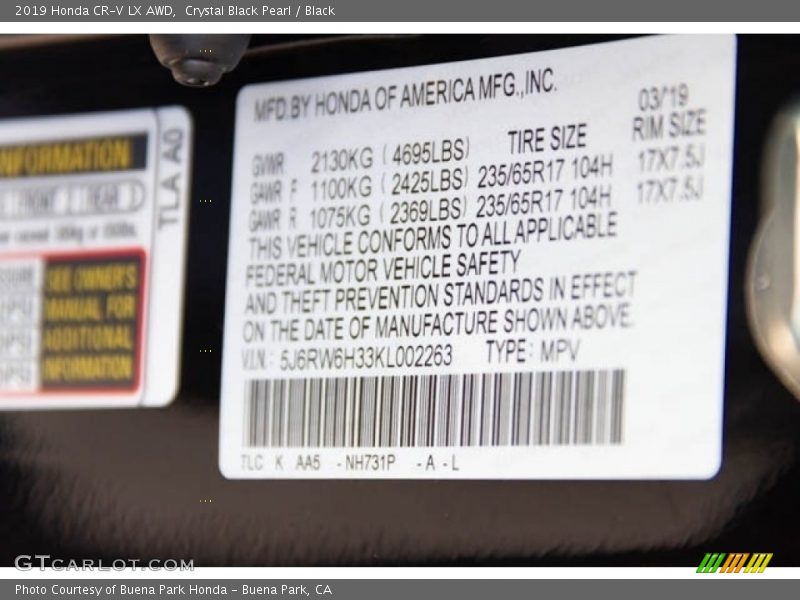 2019 Honda CR-V LX AWD, Crystal Black Pearl / Black
MFD.BY HONDA OF AMERICA MFG.,INC.
03/19
GVWR 2130KG ( 4695LBS) TIRE SIZE RIM SIZE
GAWR F 1100KG ( 2425LBS) 235/65R17 104H 17X7.5J
GAWR R 1075KG ( 2369LBS) 235/65R17 104H 17X7.5J
THIS VEHICLE CONFORMS TO ALL APPLICABLE
FEDERAL MOTOR VEHICLE SAFETY
AND THEFT PREVENTION STANDARDS IN EFFECT
ON THE DATE OF MANUFACTURE SHOWN ABOVE.
V.I.N.: 5J6RW6H33KL002263 TYPE: MPV
TLC K AA5 - NH731P - A - L
NFORMATION
FRONT REAR
TLA A0
SEE OWNER'S
MANUAL FOR
ADDITIONAL
INFORMATION
GTCARLOT.COM
Photo Courtesy of Buena Park Honda - Buena Park, CA